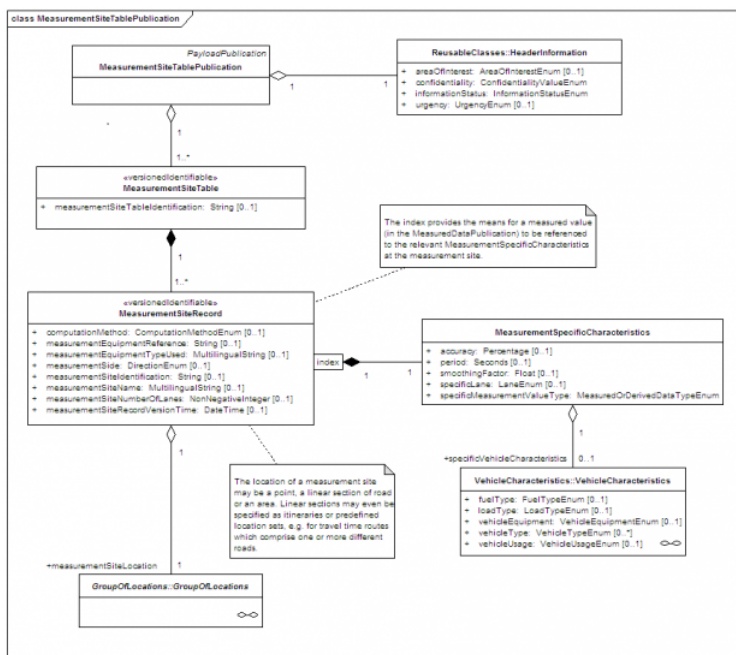 class MeasurementSiteTablePublication
PayloadPublication
MeasurementSiteTablePublication
ReusableClasses::HeaderInformation
+ areaOfInterest: AreaOfInterestEnum [0..1]
+ confidentiality: ConfidentialityValueEnum
+ informationStatus: InformationStatusEnum
+ urgency: UrgencyEnum [0..1]
1
1
1
1..*
«versionedIdentifiable»
MeasurementSiteTable
+ measurementSiteTableIdentification: String [0..1]
1
1..*
The index provides the means for a measured value
(in the MeasuredDataPublication) to be referenced
to the relevant MeasurementSpecificCharacteristics
at the measurement site.
«versionedIdentifiable»
MeasurementSiteRecord
+ computationMethod: ComputationMethodEnum [0..1]
+ measurementEquipmentReference: String [0..1]
+ measurementEquipmentTypeUsed: MultilingualString [0..1]
+ measurementSide: DirectionEnum [0..1]
+ measurementSiteIdentification: String [0..1]
+ measurementSiteName: MultilingualString [0..1]
+ measurementSiteNumberOfLanes: NonNegativeInteger [0..1]
+ measurementSiteRecordVersionTime: DateTime [0..1]
index
1
1
MeasurementSpecificCharacteristics
+ accuracy: Percentage [0..1]
+ period: Seconds [0..1]
+ smoothingFactor: Float [0..1]
+ specificLane: LaneEnum [0..1]
+ specificMeasurementValueType: MeasuredOrDerivedDataTypeEnum
1
+specificVehicleCharacteristics
0..1
VehicleCharacteristics::VehicleCharacteristics
+ fuelType: FuelTypeEnum [0..1]
+ loadType: LoadTypeEnum [0..1]
+ vehicleEquipment: VehicleEquipmentEnum [0..1]
+ vehicleType: VehicleTypeEnum [0..*]
+ vehicleUsage: VehicleUsageEnum [0..1]
1
The location of a measurement site
may be a point, a linear section of road
or an area. Linear sections may even be
specified as itineraries or predefined
location sets, e.g. for travel time routes
which comprise one or more different
roads.
+measurementSiteLocation
1
GroupOfLocations::GroupOfLocations